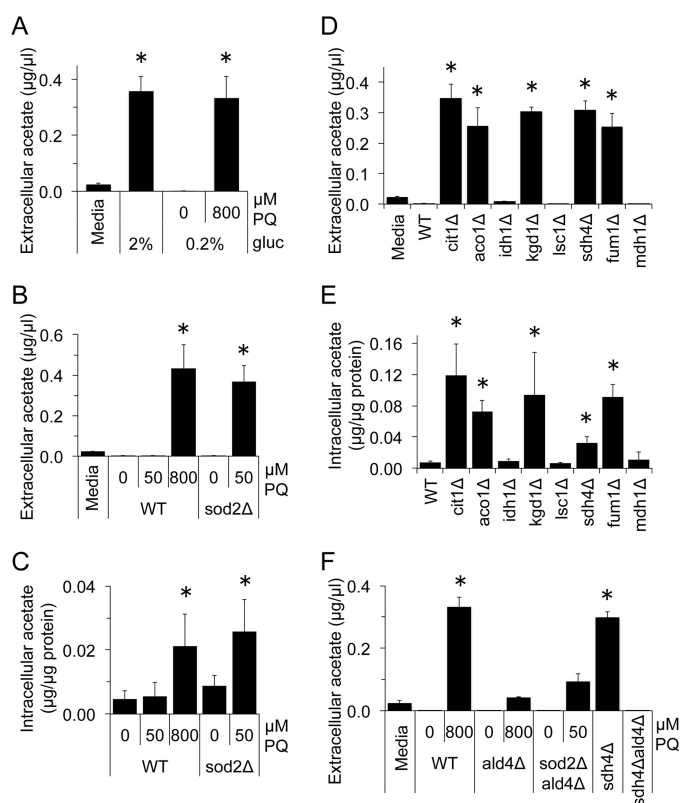 A
Extracellular acetate (µg/µl)
0.4
0.2
0.0
*
*
Media
0
800
µM
PQ
2%
0.2%
gluc
B
Extracellular acetate (µg/µl)
0.6
0.4
0.2
0.0
*
*
Media
0
50
800
0
50
µM
PQ
WT
sod2Δ
C
Intracellular acetate
(µg/µg protein)
0.04
0.02
0.00
*
*
0
50
800
0
50
µM
PQ
WT
sod2Δ
D
Extracellular acetate (µg/µl)
0.4
0.3
0.2
0.1
0.0
*
*
*
*
*
Media
WT
cit1Δ
aco1Δ
idh1Δ
kgd1Δ
lsc1Δ
sdh4Δ
fum1Δ
mdh1Δ
E
Intracellular acetate
(µg/µg protein)
0.16
0.12
0.08
0.04
0.00
*
*
*
*
*
WT
cit1Δ
aco1Δ
idh1Δ
kgd1Δ
lsc1Δ
sdh4Δ
fum1Δ
mdh1Δ
F
Extracellular acetate (µg/µl)
0.4
0.2
0.0
*
*
Media
0
800
0
800
0
50
µM
PQ
WT
ald4Δ
sod2Δ
ald4Δ
sdh4Δ
sdh4Δald4Δ